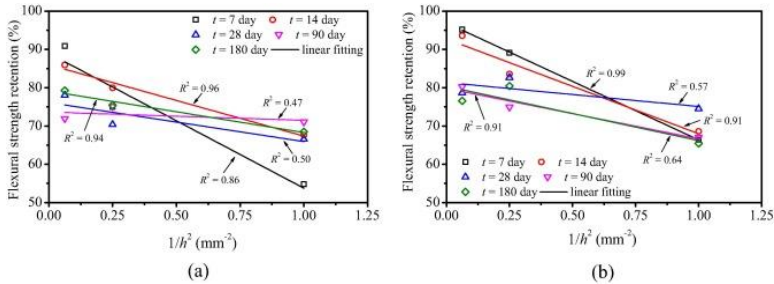 (a)
t = 7 day t = 14 day
t = 28 day t = 90 day
t = 180 day linear fitting
R² = 0.96
R² = 0.47
R² = 0.94
R² = 0.50
R² = 0.86
Flexural strength retention (%)
100
90
80
70
60
50
0.00 0.25 0.50 0.75 1.00 1.25
1/h² (mm⁻²)
(a)
(b)
R² = 0.99
R² = 0.57
R² = 0.91
R² = 0.91
R² = 0.64
t = 7 day t = 14 day
t = 28 day t = 90 day
t = 180 day linear fitting
Flexural strength retention (%)
100
90
80
70
60
50
0.00 0.25 0.50 0.75 1.00 1.25
1/h² (mm⁻²)
(b)